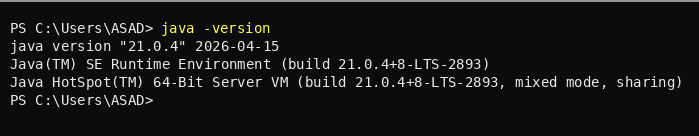 PS C:\Users\ASAD> java -version
java version "21.0.4" 2026-04-15
Java(TM) SE Runtime Environment (build 21.0.4+8-LTS-2893)
Java HotSpot(TM) 64-Bit Server VM (build 21.0.4+8-LTS-2893, mixed mode, sharing)
PS C:\Users\ASAD>